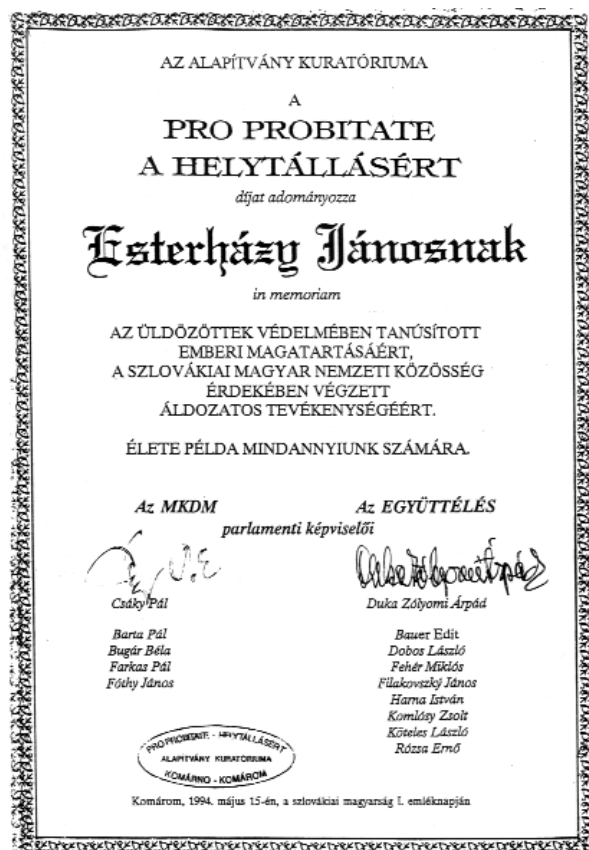 AZ ALAPÍTVÁNY KURATÓRIUMA
A
PRO PROBITATE
A HELYTÁLLÁSÉRT
díjat adományozza
Esterházy Jánosnak
in memoriam
AZ ÜLDÖZÖTTEK VÉDELMÉBEN TANÚSÍTOTT
EMBERI MAGATARTÁSÁÉRT,
A SZLOVÁKIAI MAGYAR NEMZETI KÖZÖSSÉG
ÉRDEKÉBEN VÉGZETT
ÁLDOZATOS TEVÉKENYSÉGÉÉRT.
ÉLETE PÉLDA MINDANNYIUNK SZÁMÁRA.
Az MKDM
Az EGYÜTTÉLÉS
parlamenti képviselői
Csáky Pál
Barta Pál
Bugár Béla
Farkas Pál
Fóthy János
Duka Zólyomi Árpád
Bauer Edit
Dobos László
Fehér Miklós
Filakovszký János
Harna István
Komlósy Zsolt
Köteles László
Rózsa Ernő
PRO PROBITATE - HELYTÁLLÁSÉRT
ALAPÍTVÁNY KURATÓRIUMA
KOMÁRNO - KOMÁROM
Komárom, 1994. május 15-én, a szlovákiai magyarság I. emléknapján